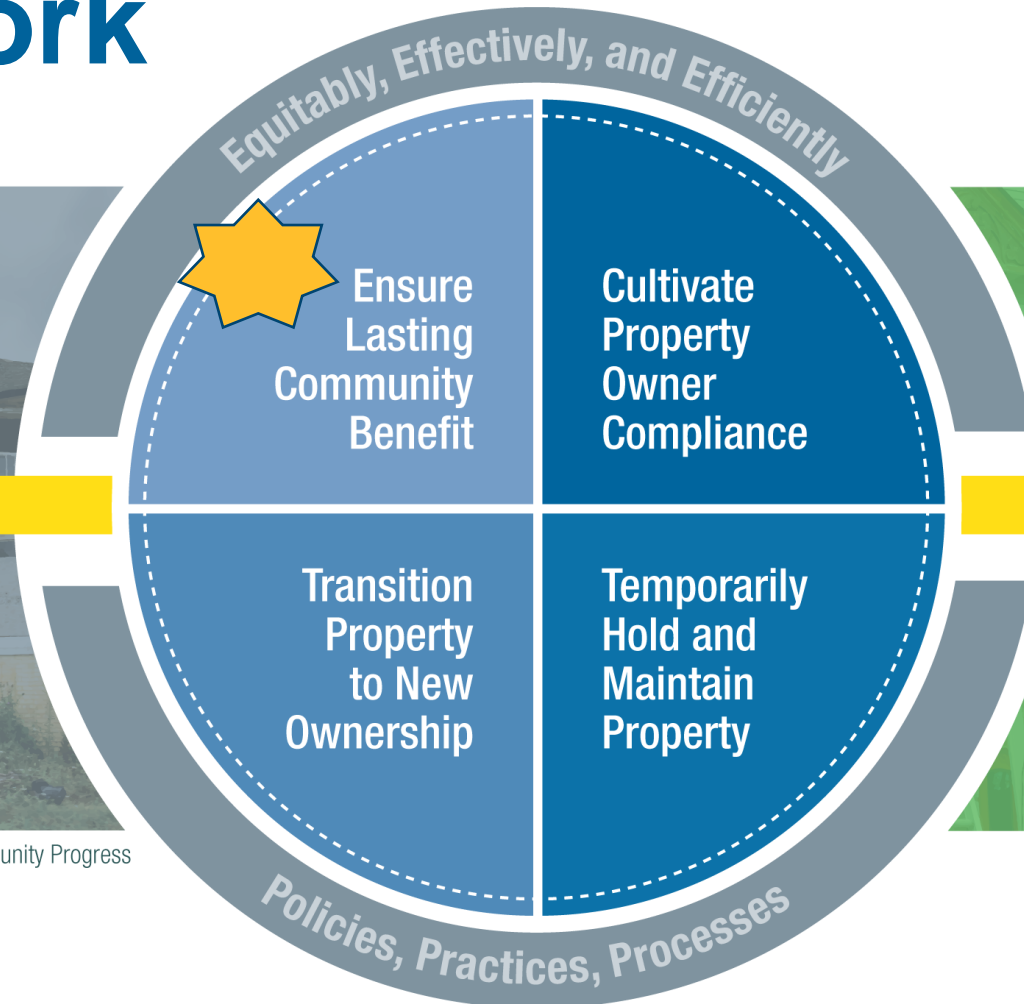 ork
Equitably, Effectively, and Efficiently
Ensure
Lasting
Community
Benefit
Cultivate
Property
Owner
Compliance
Transition
Property
to New
Ownership
Temporarily
Hold and
Maintain
Property
unity Progress
Policies, Practices, Processes